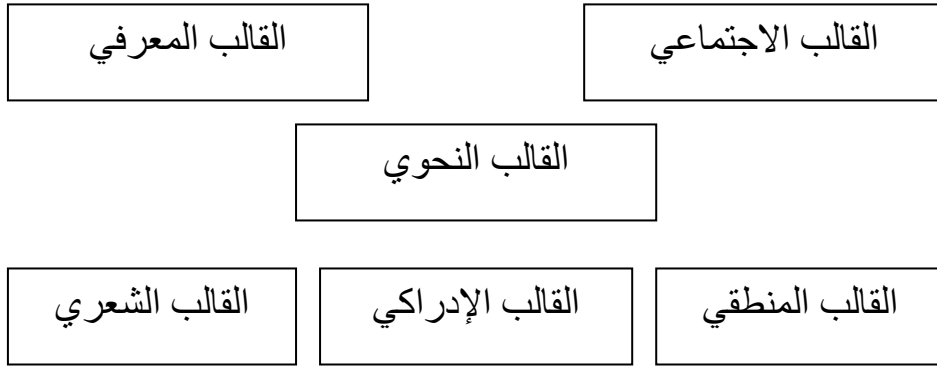 القالب الاجتماعي
القالب المعرفي
القالب النحوي
القالب المنطقي
القالب الإدراكي
القالب الشعري